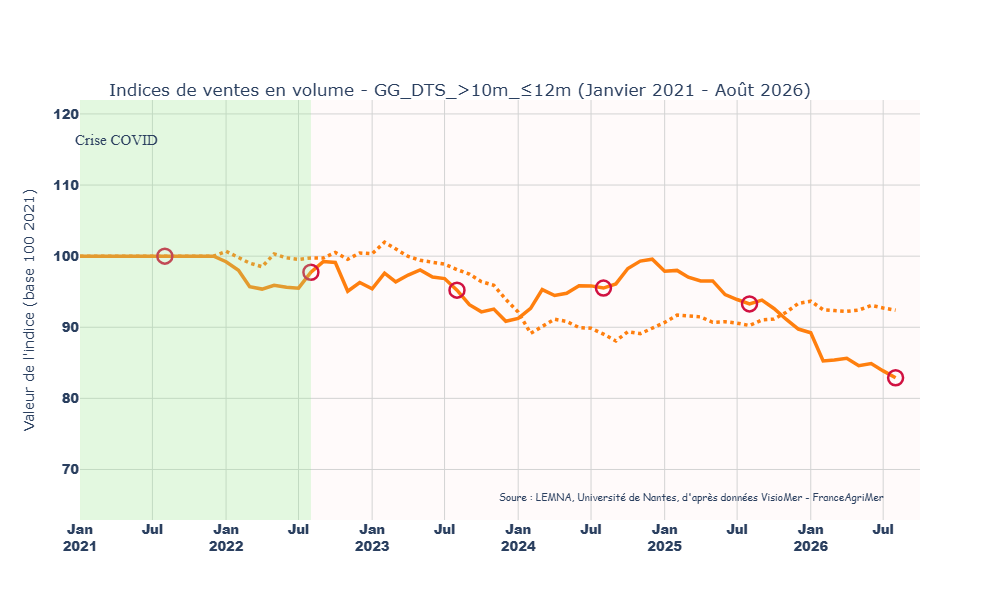 Indices de ventes en volume - GG_DTS_>10m_≤12m (Janvier 2021 - Août 2026)
Valeur de l'indice (base 100 2021)
120
110
100
90
80
70
Crise COVID
Soure : LEMNA, Université de Nantes, d'après données VisioMer - FranceAgriMer
Jan Jul Jan Jul Jan Jul Jan Jul Jan Jul Jan Jul
2021 2022 2023 2024 2025 2026